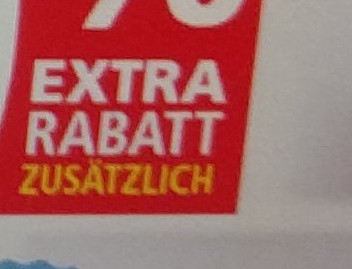 %
EXTRA
RABATT
ZUSÄTZLICH